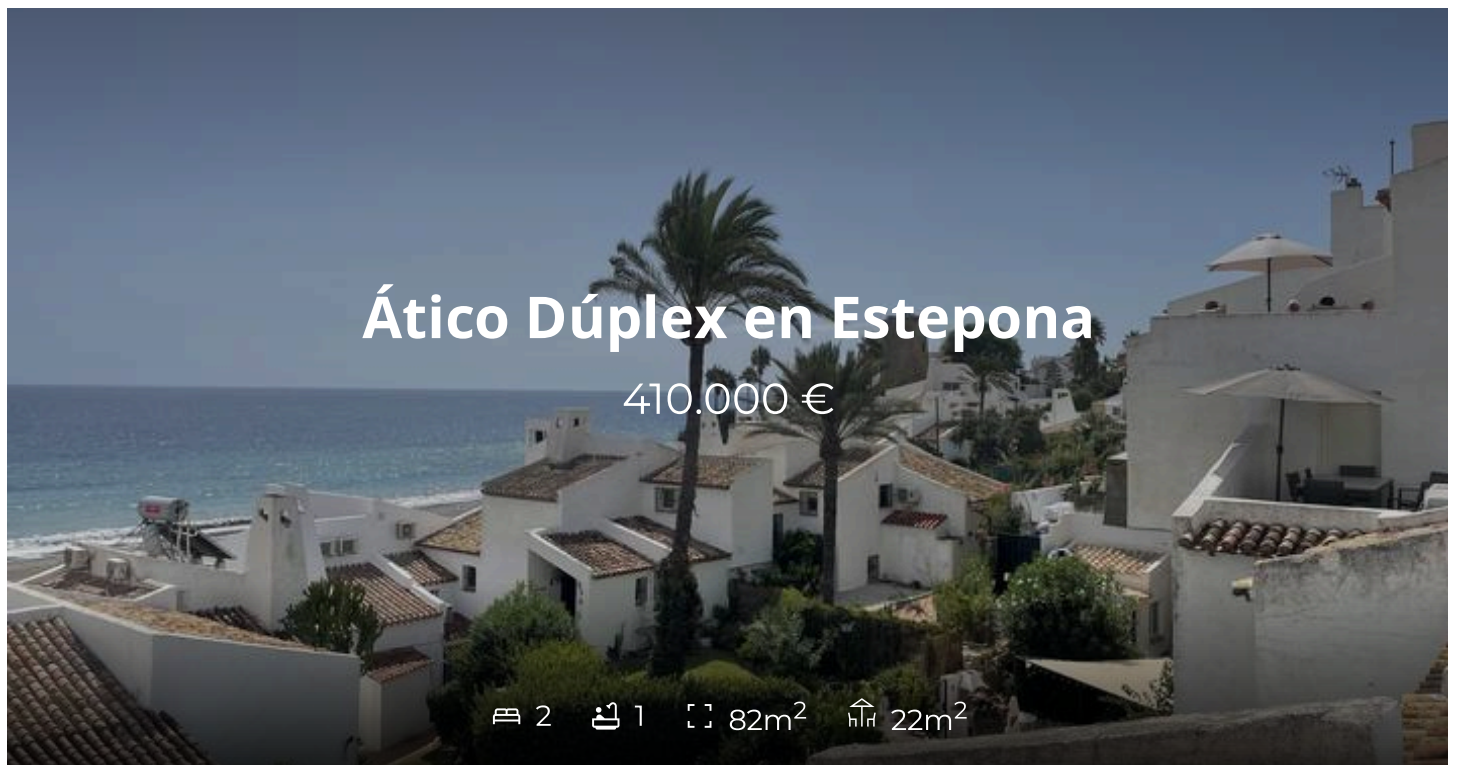 Ático Dúplex en Estepona
410.000 €
2 1 82m² 22m²